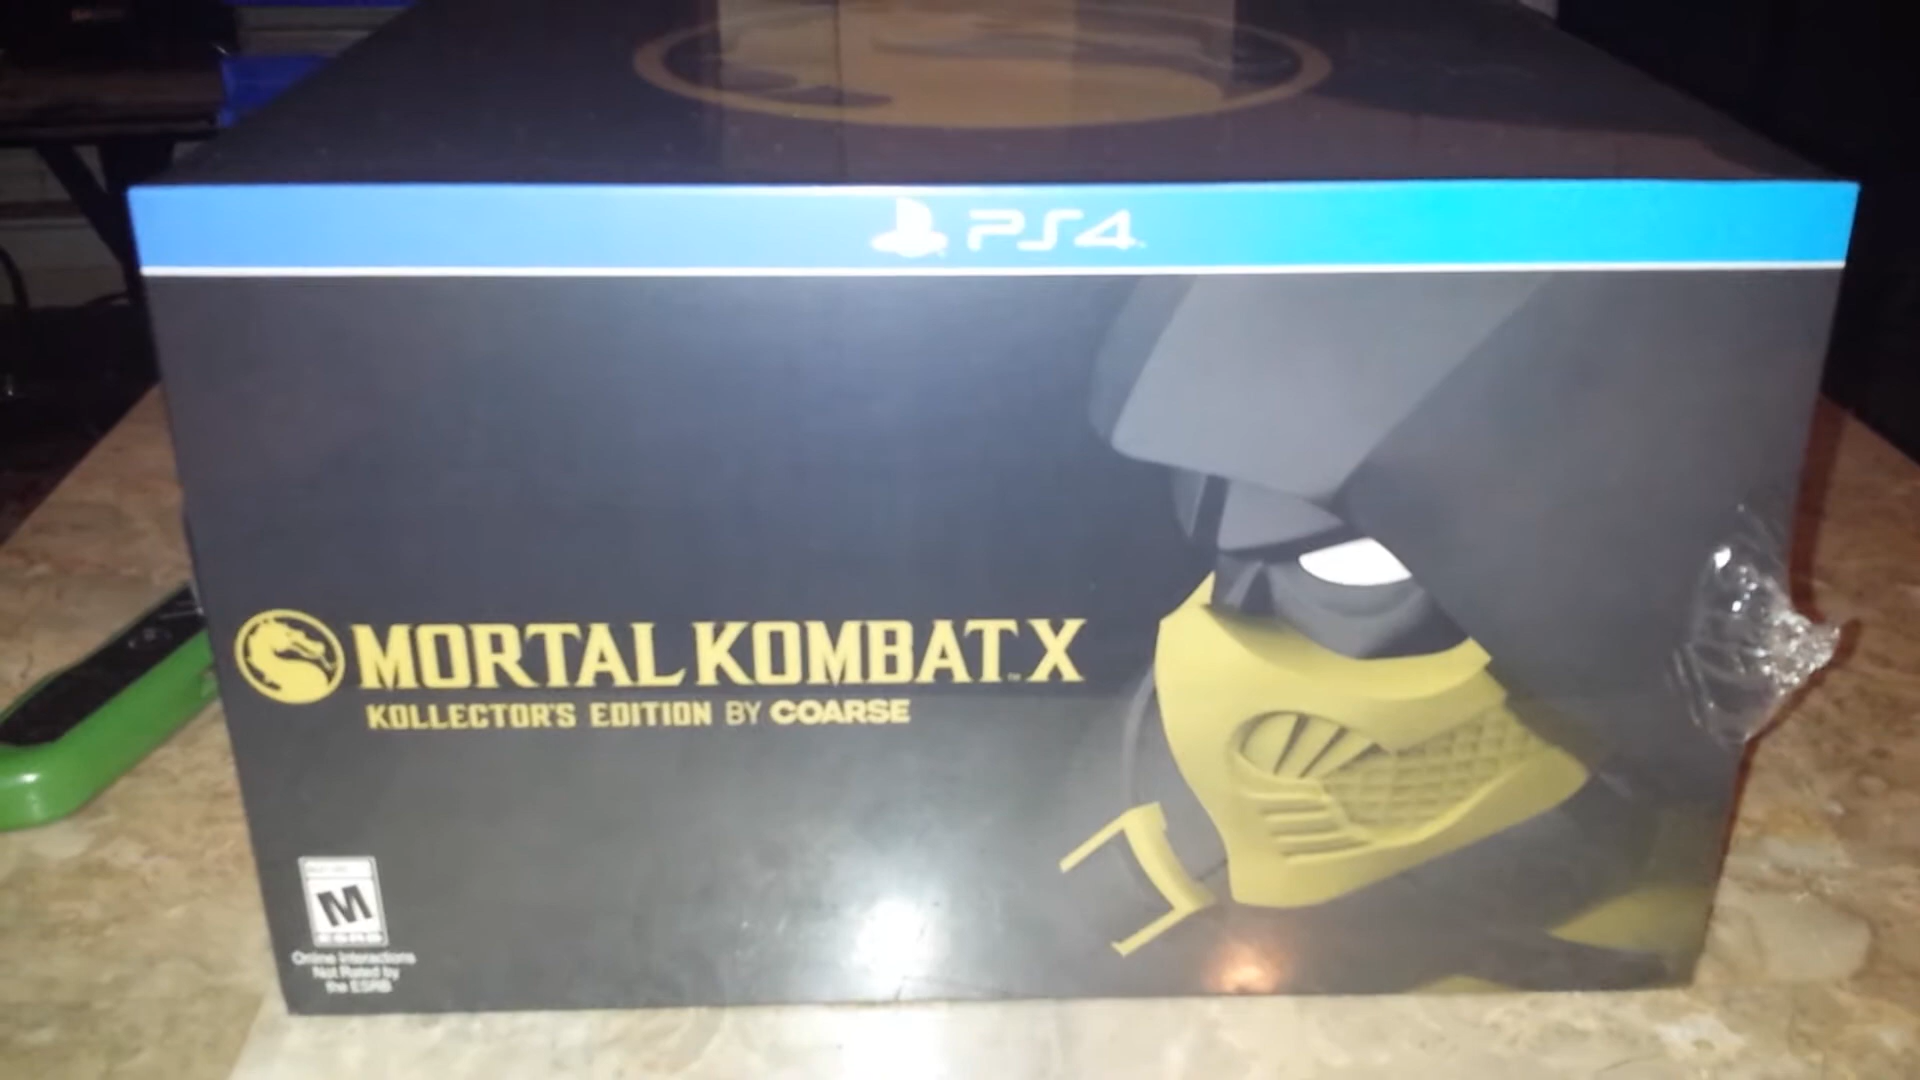 PS4
MORTAL KOMBAT X
KOLLECTOR'S EDITION BY COARSE
M
ESRB
Online Interactions
Not Rated by
the ESRB